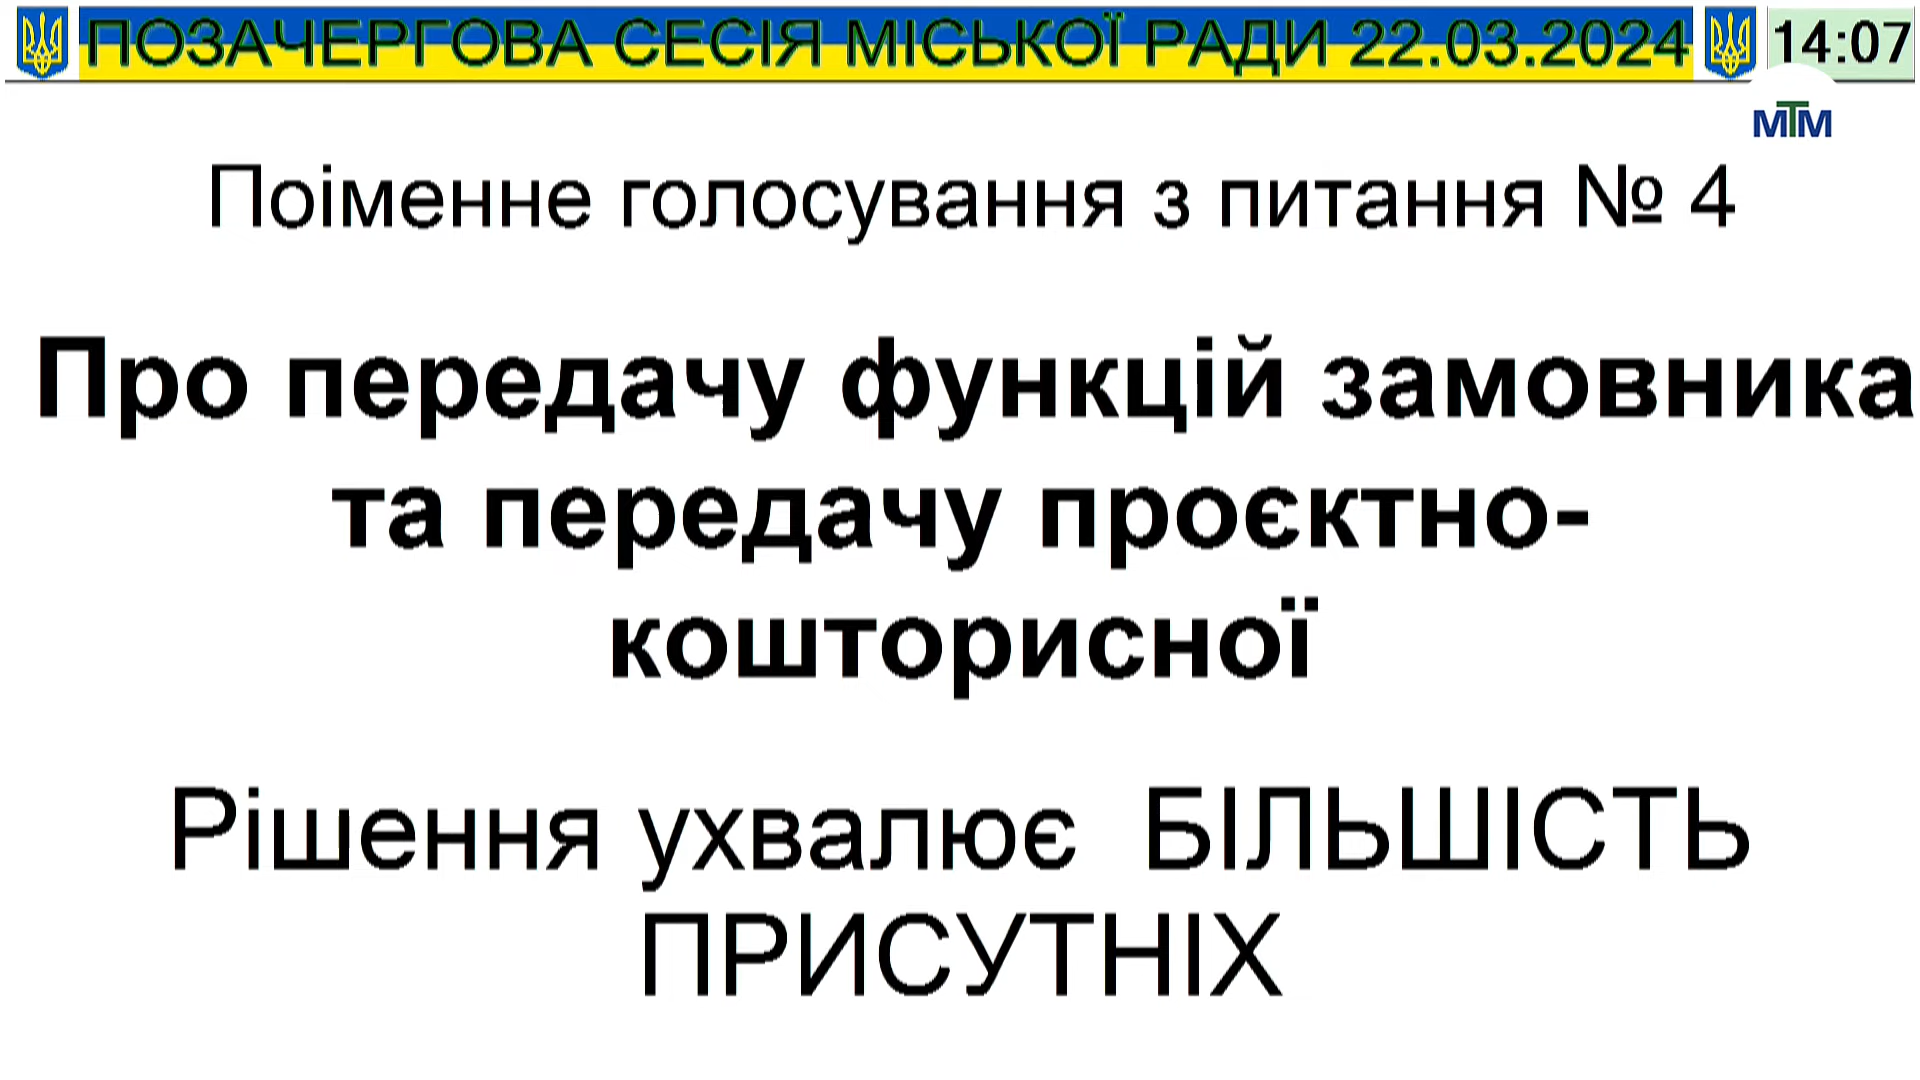 ПОЗАЧЕРГОВА СЕСІЯ МІСЬКОЇ РАДИ 22.03.2024 14:07
МТМ
Поіменне голосування з питання № 4
Про передачу функцій замовника
та передачу проєктно-
кошторисної
Рішення ухвалює БІЛЬШІСТЬ
ПРИСУТНІХ